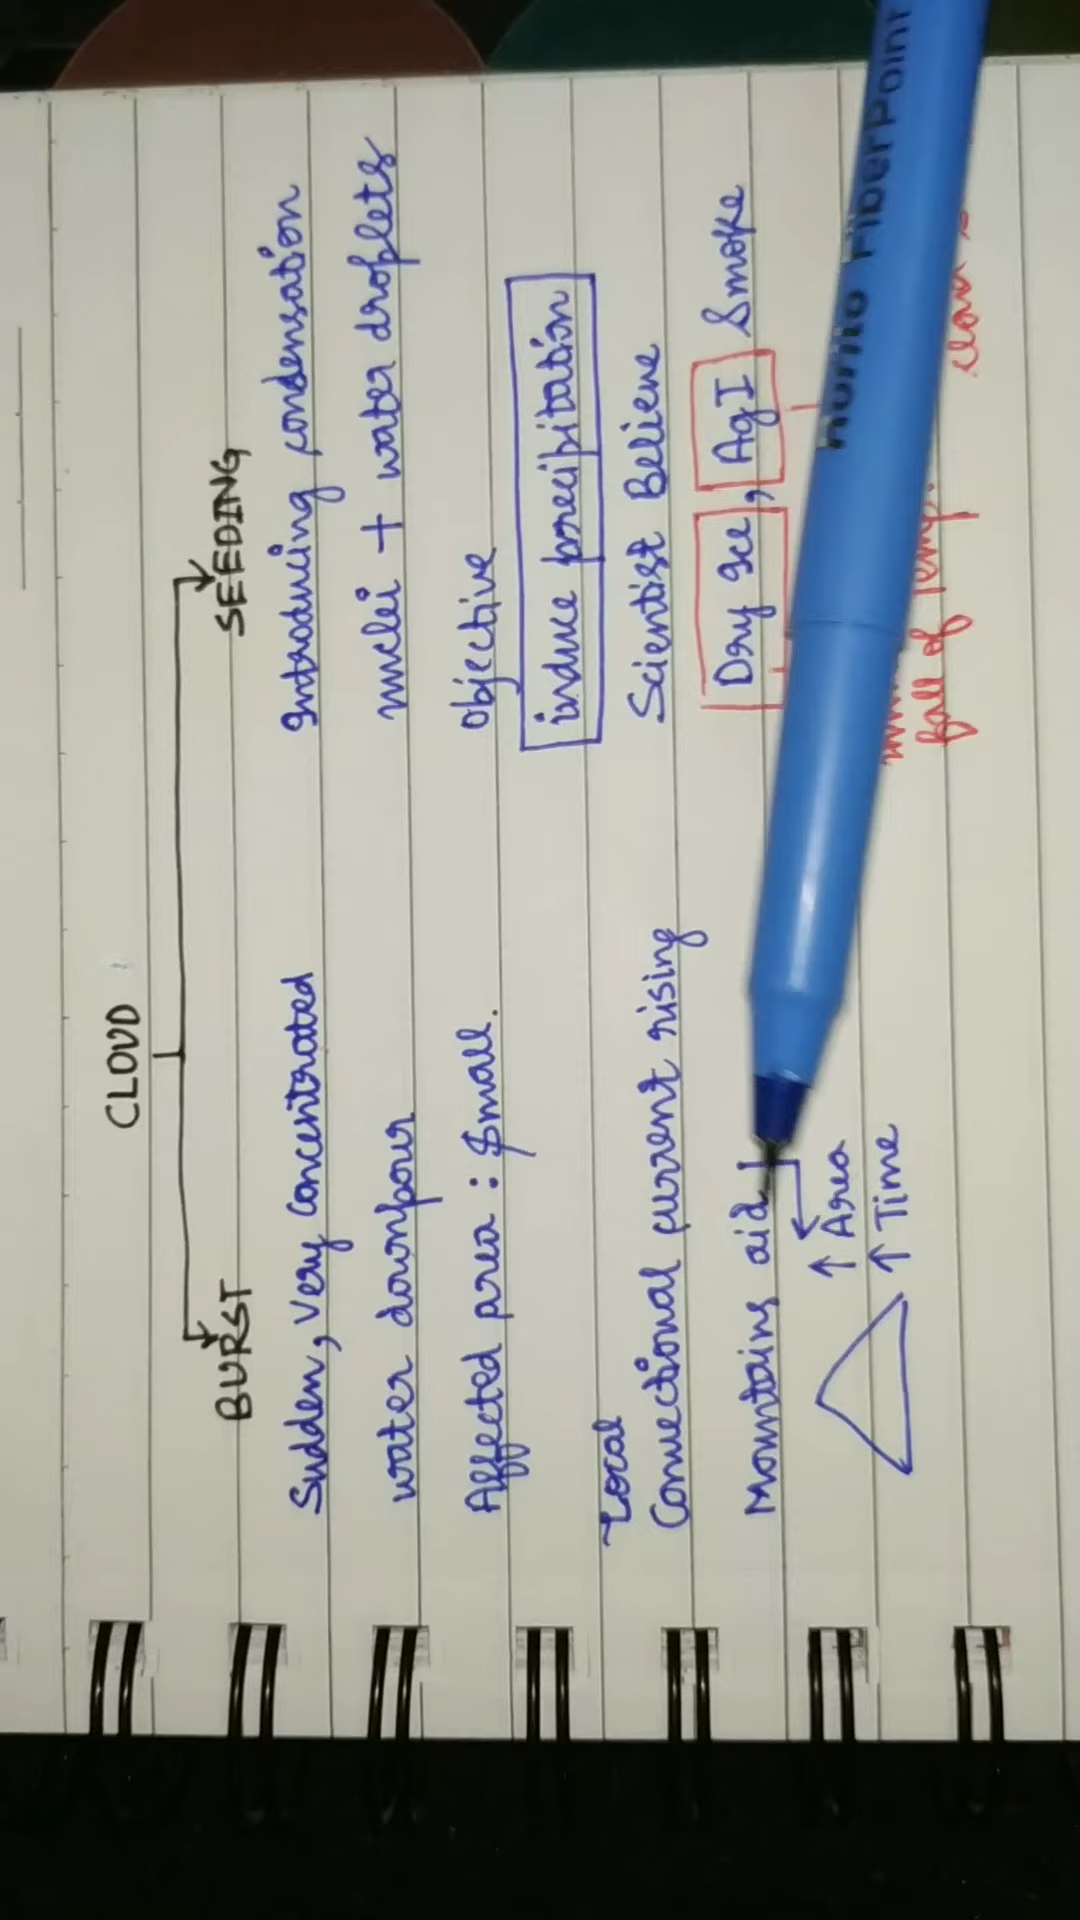 CLOUD
BURST
Sudden, Very concentrated
water downpour
Affected area : Small.
Local
Convectional current rising
Mountains aid
↑ Area
↑ Time
SEEDING
Introducing condensation
nuclei + water droplets
Objective
induce precipitation
Scientist Believe
Dry Ice, AgI Smoke
fall of Temp.
FiberPoint